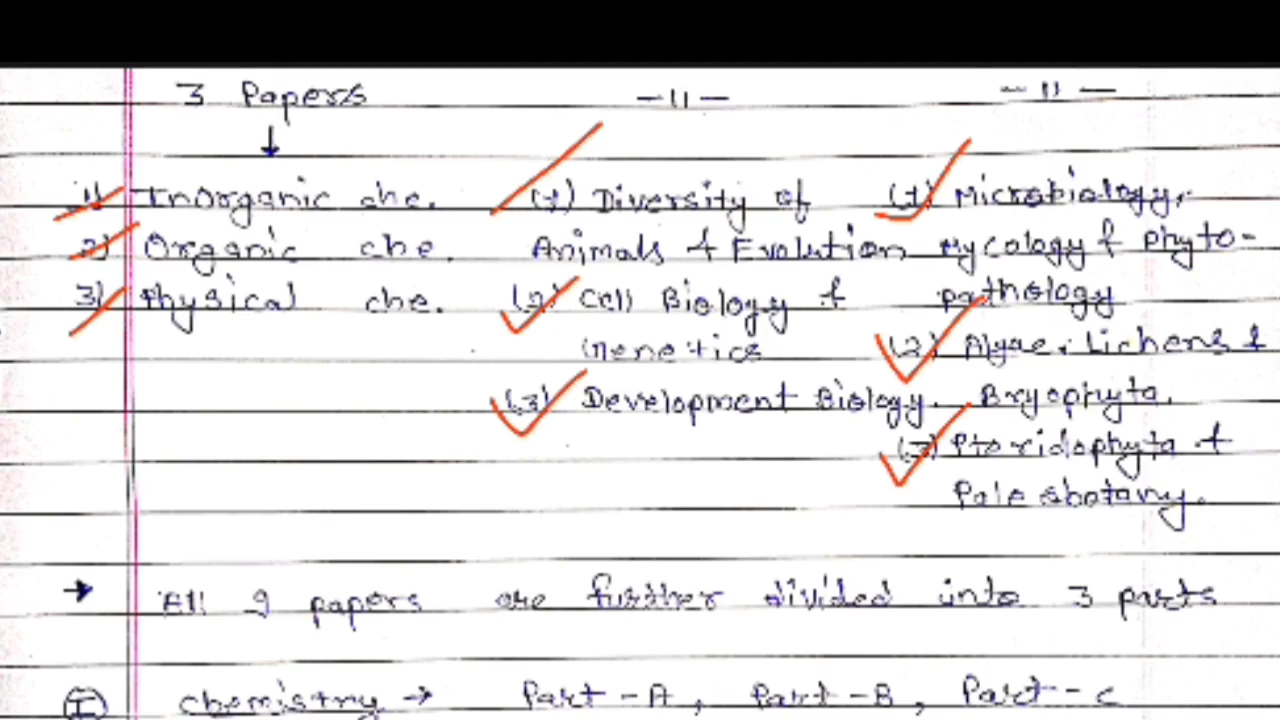 3 Papers -11- -11-
↓
1) InOrganic che. (1) Diversity of (1) Microbiology,
2) Organic che. Animals & Evolution Mycology & Phyto-
3) Physical che. (2) Cell Biology & pathology
Genetics (2) Algae, Lichens &
(3) Development Biology. Bryophyta.
(3) Pteridophyta &
Paleobotany.
→ All 9 papers are further divided into 3 parts
(I) chemistry → Part-A, Part-B, Part-C